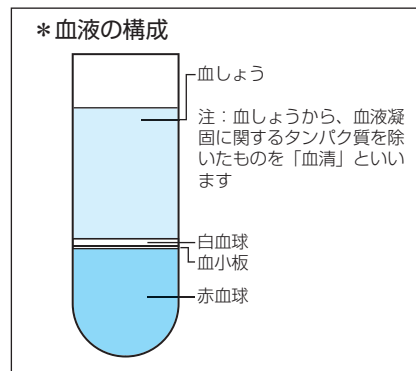 ＊血液の構成
血しょう
注：血しょうから、血液凝
固に関するタンパク質を除
いたものを「血清」といい
ます
白血球
血小板
赤血球